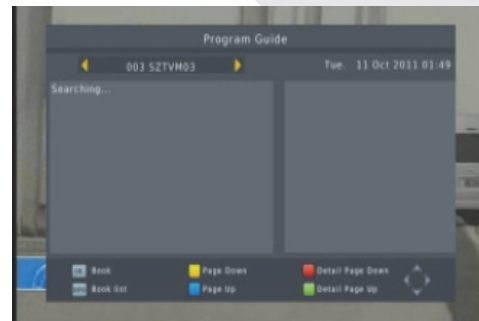 Program Guide
003 SZTVM03
Tue. 11 Oct 2011 01:49
Searching...
OK Book
Page Down
Detail Page Down
Book list
Page Up
Detail Page Up